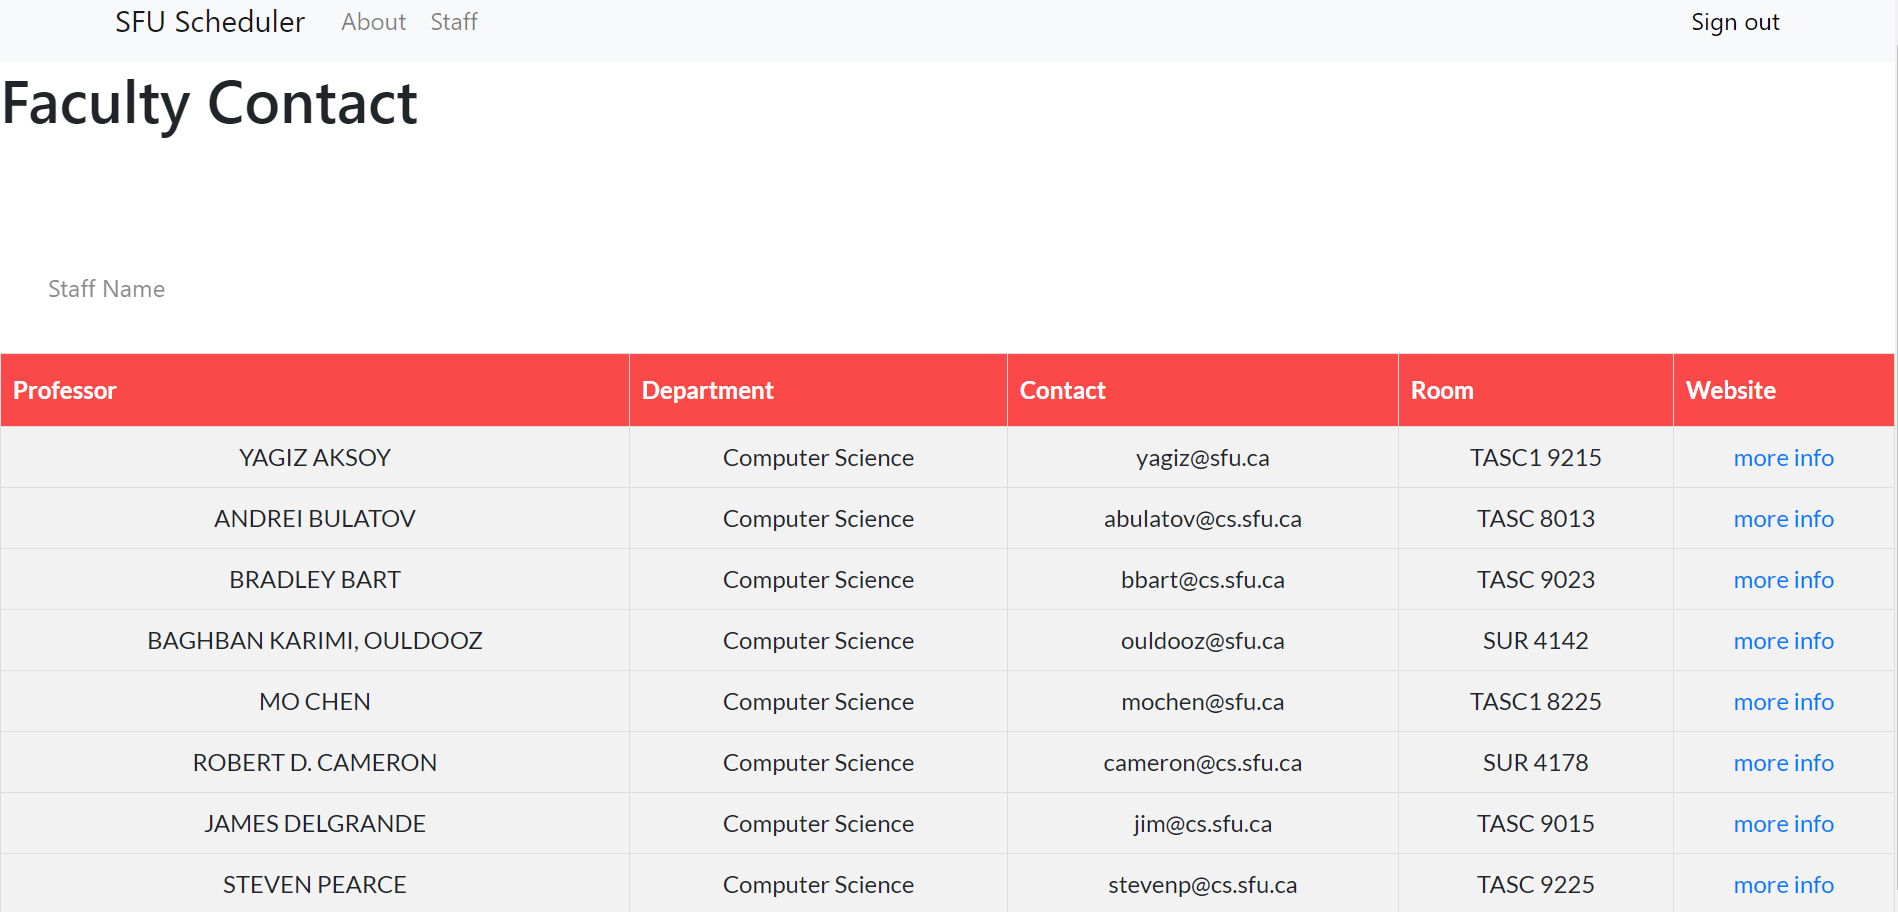 SFU Scheduler About Staff Sign out
Faculty Contact
Staff Name
Professor Department Contact Room Website
YAGIZ AKSOY Computer Science yagiz@sfu.ca TASC1 9215 more info
ANDREI BULATOV Computer Science abulatov@cs.sfu.ca TASC 8013 more info
BRADLEY BART Computer Science bbart@cs.sfu.ca TASC 9023 more info
BAGHBAN KARIMI, OULDOOZ Computer Science ouldooz@sfu.ca SUR 4142 more info
MO CHEN Computer Science mochen@sfu.ca TASC1 8225 more info
ROBERT D. CAMERON Computer Science cameron@cs.sfu.ca SUR 4178 more info
JAMES DELGRANDE Computer Science jim@cs.sfu.ca TASC 9015 more info
STEVEN PEARCE Computer Science stevenp@cs.sfu.ca TASC 9225 more info